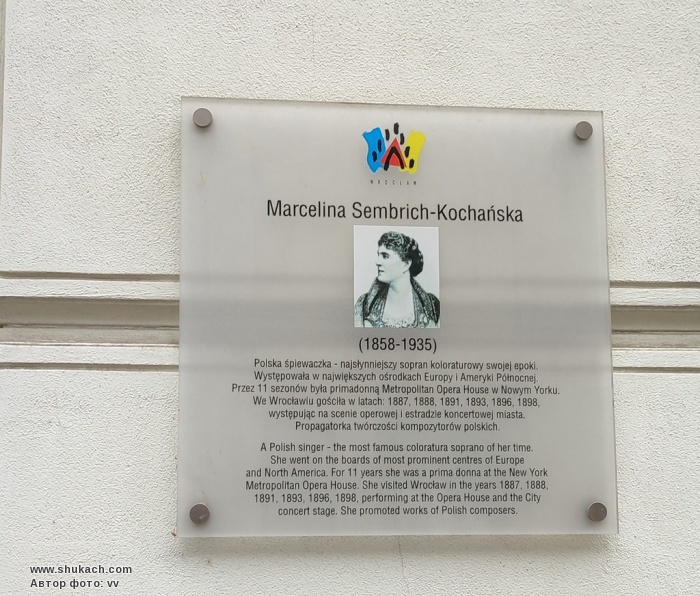 WROCŁAW
Marcelina Sembrich-Kochańska
(1858-1935)
Polska śpiewaczka - najsłynniejszy sopran koloraturowy swojej epoki.
Występowała w największych ośrodkach Europy i Ameryki Północnej.
Przez 11 sezonów była primadonną Metropolitan Opera House w Nowym Yorku.
We Wrocławiu gościła w latach: 1887, 1888, 1891, 1893, 1896, 1898,
występując na scenie operowej i estradzie koncertowej miasta.
Propagatorka twórczości kompozytorów polskich.
A Polish singer - the most famous coloratura soprano of her time.
She went on the boards of most prominent centres of Europe
and North America. For 11 years she was a prima donna at the New York
Metropolitan Opera House. She visited Wrocław in the years 1887, 1888,
1891, 1893, 1896, 1898, performing at the Opera House and the City
concert stage. She promoted works of Polish composers.
www.shukach.com
Автор фото: vv